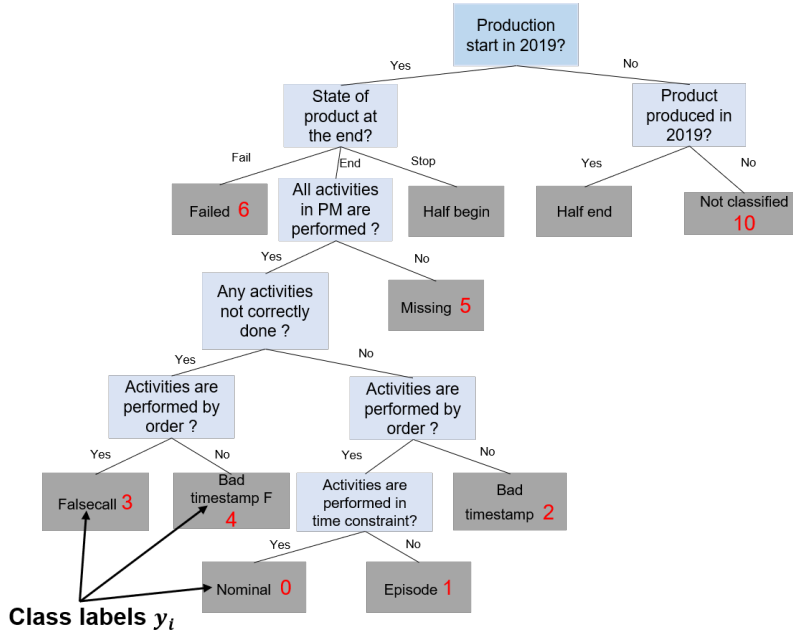 Production
start in 2019?
Yes
No
State of
product at
the end?
Product
produced in
2019?
Fail
End
Stop
Yes
No
Failed 6
All activities
in PM are
performed ?
Half begin
Half end
Not classified
10
Yes
No
Any activities
not correctly
done ?
Missing 5
Yes
No
Activities are
performed by
order ?
Activities are
performed by
order ?
Yes
No
Yes
No
Falsecall 3
Bad
timestamp F
4
Activities are
performed in
time constraint?
Bad
timestamp 2
Yes
No
Nominal 0
Episode 1
Class labels yᵢ